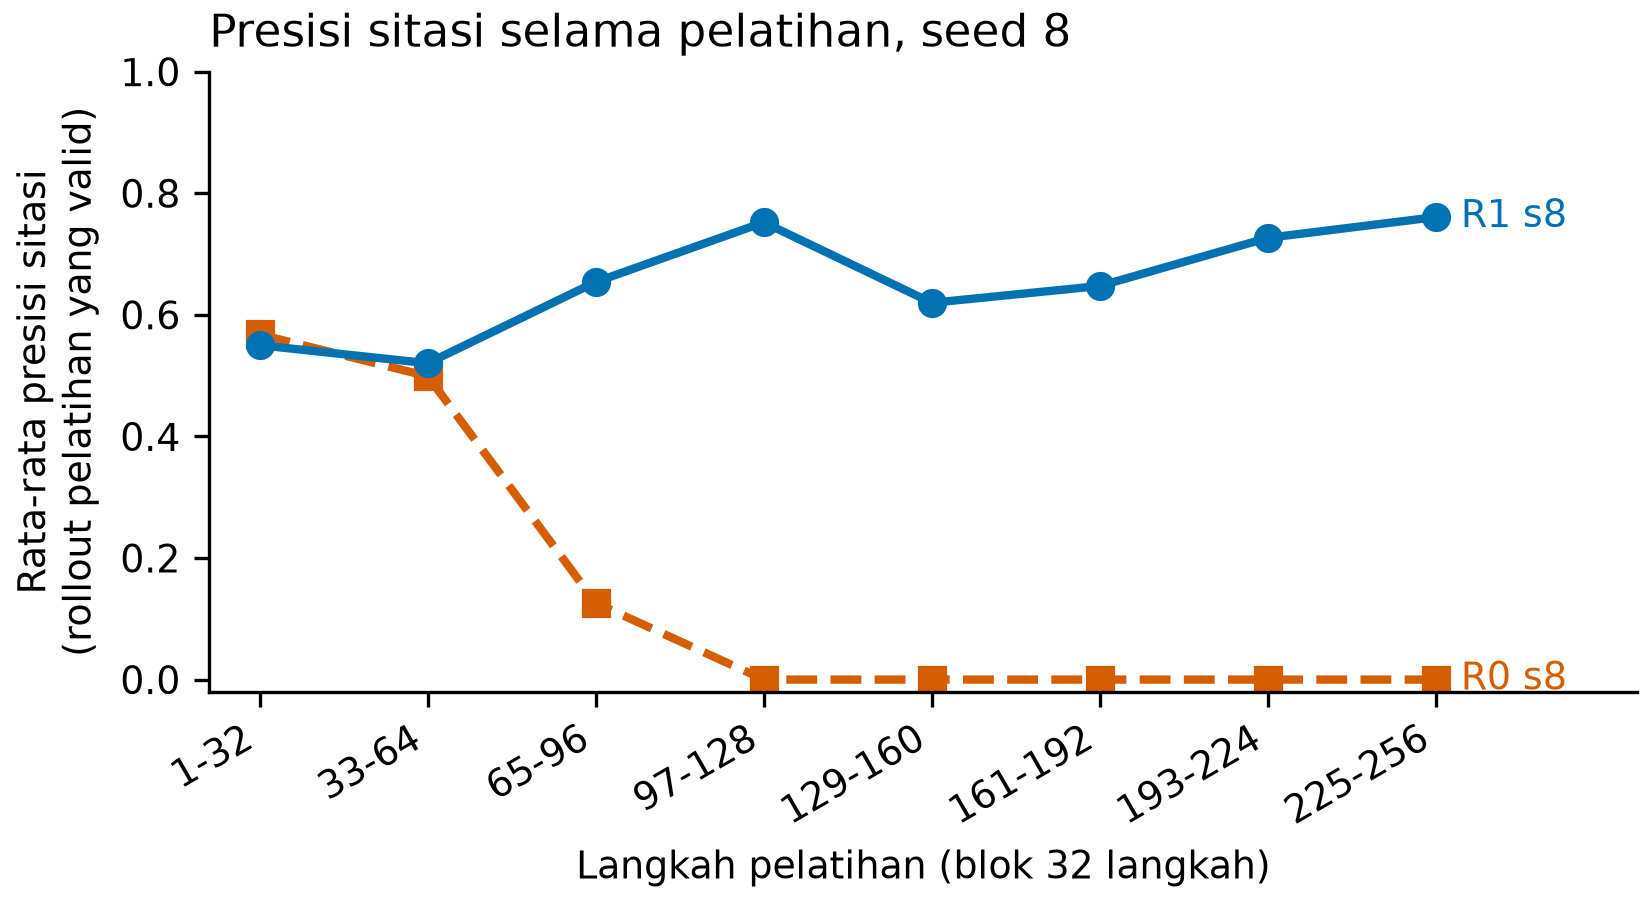 Presisi sitasi selama pelatihan, seed 8
Rata-rata presisi sitasi
(rollout pelatihan yang valid)
1.0
0.8
0.6
0.4
0.2
0.0
R1 s8
R0 s8
1-32
33-64
65-96
97-128
129-160
161-192
193-224
225-256
Langkah pelatihan (blok 32 langkah)